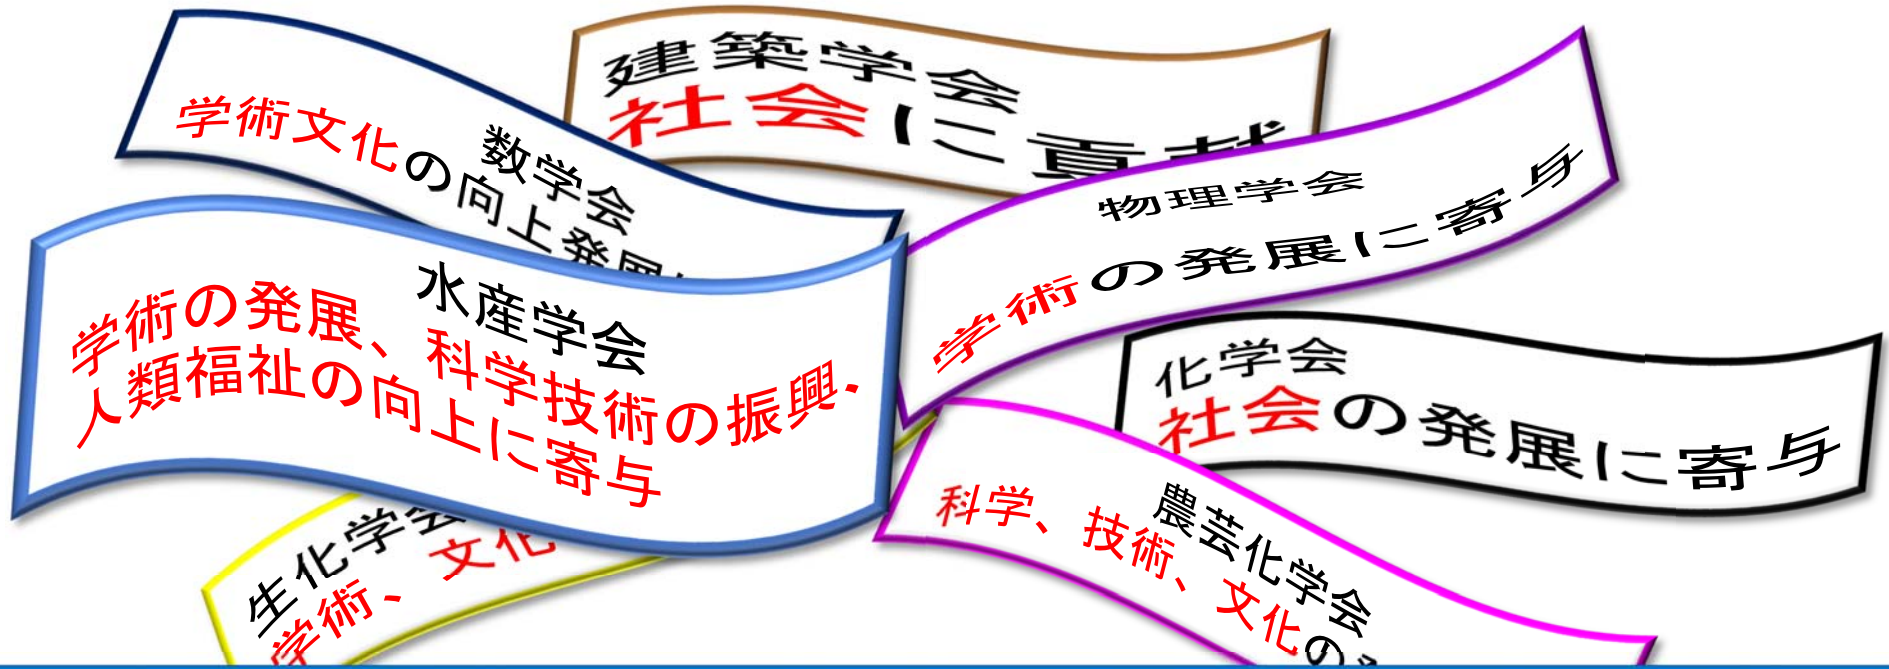 建築学会
社会に貢献
数学会
学術文化の向上発展
物理学会
学術の発展に寄与
水産学会
学術の発展、科学技術の振興、
人類福祉の向上に寄与
化学会
社会の発展に寄与
生化学会
学術、文化
農芸化学会
科学、技術、文化の